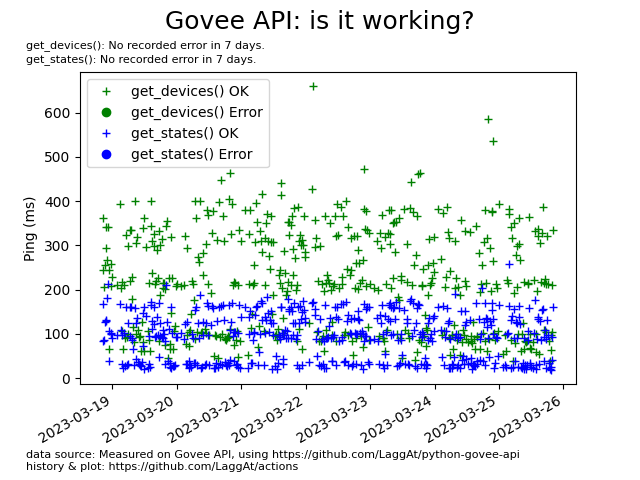 Govee API: is it working?
get_devices(): No recorded error in 7 days.
get_states(): No recorded error in 7 days.
get_devices() OK
get_devices() Error
get_states() OK
get_states() Error
Ping (ms)
600
500
400
300
200
100
0
2023-03-19
2023-03-20
2023-03-21
2023-03-22
2023-03-23
2023-03-24
2023-03-25
2023-03-26
data source: Measured on Govee API, using https://github.com/LaggAt/python-govee-api
history & plot: https://github.com/LaggAt/actions